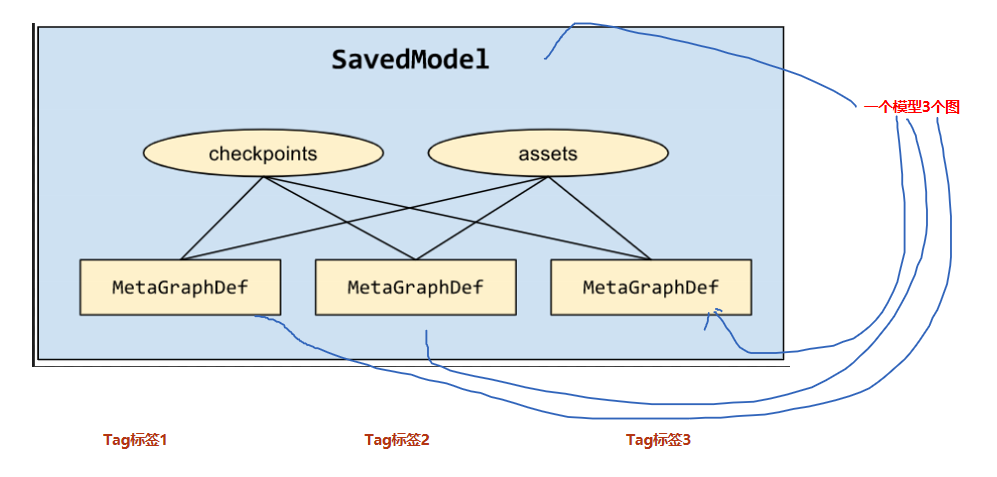 SavedModel
一个模型3个图
checkpoints
assets
MetaGraphDef
MetaGraphDef
MetaGraphDef
Tag标签1
Tag标签2
Tag标签3